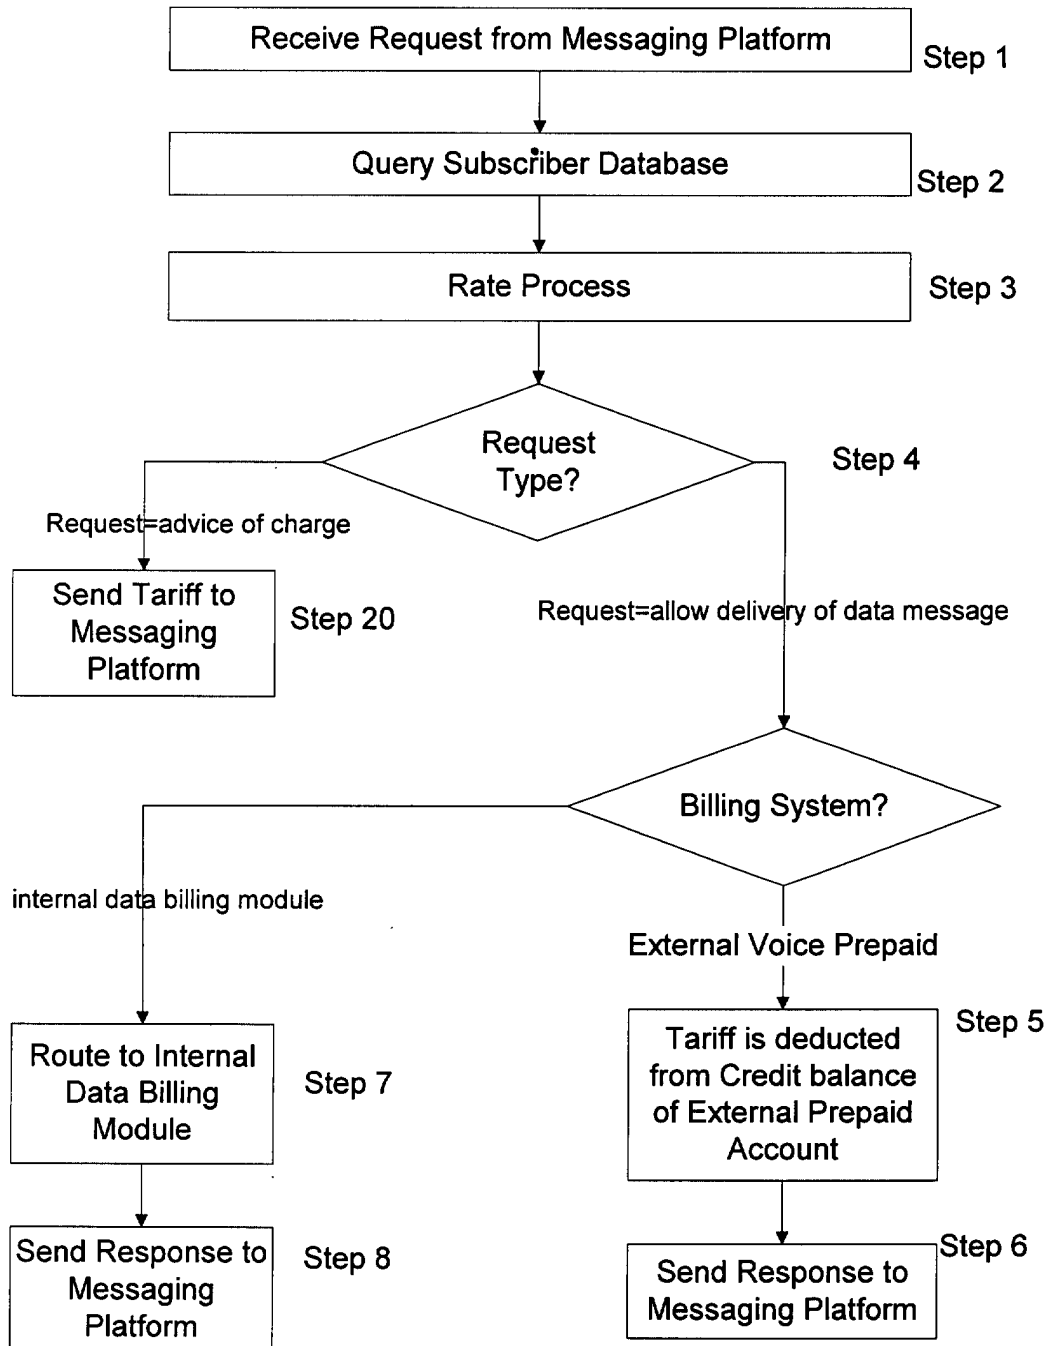 Receive Request from Messaging Platform
Step 1
Query Subscriber Database
Step 2
Rate Process
Step 3
Request
Type?
Step 4
Request=advice of charge
Send Tariff to
Messaging
Platform
Step 20
Request=allow delivery of data message
Billing System?
internal data billing module
External Voice Prepaid
Route to Internal
Data Billing
Module
Step 7
Tariff is deducted
from Credit balance
of External Prepaid
Account
Step 5
Send Response to
Messaging
Platform
Step 8
Send Response to
Messaging Platform
Step 6